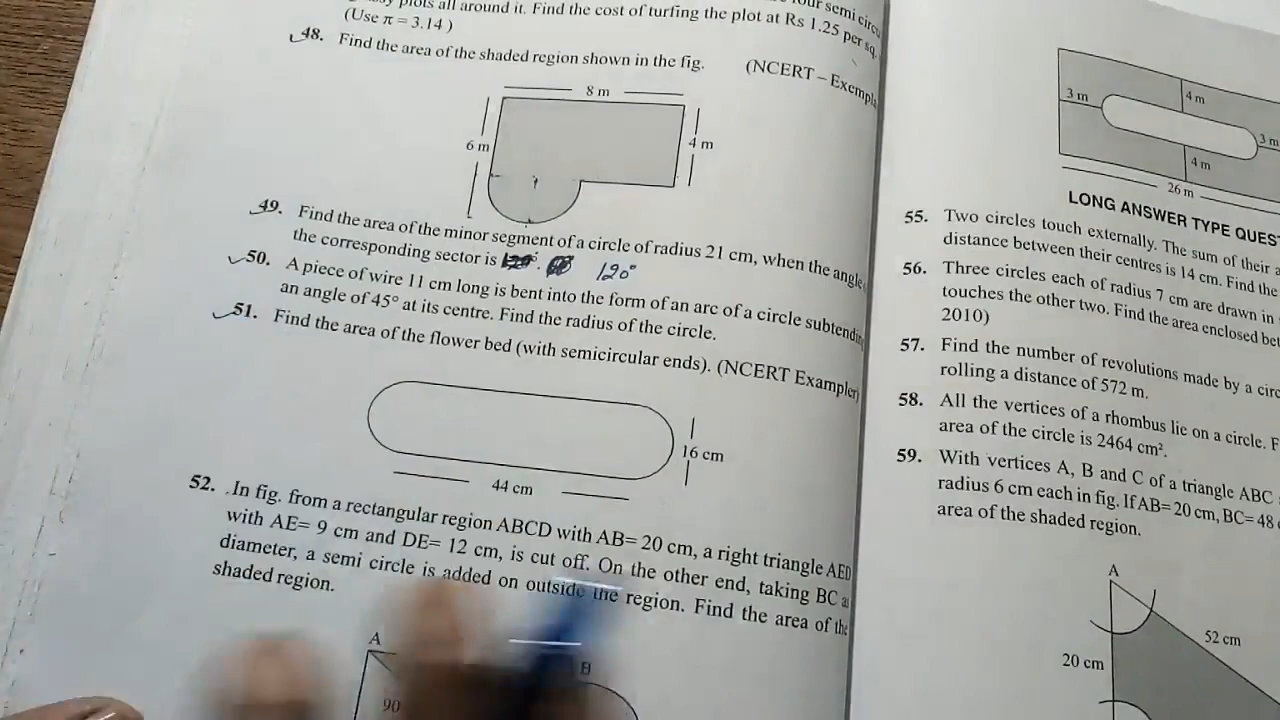 plots all around it. Find the cost of turfing the plot at Rs 1.25 per sq.
four semi circu
(Use π = 3.14 )
48. Find the area of the shaded region shown in the fig. (NCERT – Exempla
8 m
6 m
4 m
49. Find the area of the minor segment of a circle of radius 21 cm, when the angle
the corresponding sector is 120°
50. A piece of wire 11 cm long is bent into the form of an arc of a circle subtendin
an angle of 45° at its centre. Find the radius of the circle.
51. Find the area of the flower bed (with semicircular ends). (NCERT Exampler)
16 cm
44 cm
52. In fig. from a rectangular region ABCD with AB= 20 cm, a right triangle AED
with AE= 9 cm and DE= 12 cm, is cut off. On the other end, taking BC a
diameter, a semi circle is added on outside the region. Find the area of the
shaded region.
A
B
90
3 m
4 m
3 m
4 m
26 m
LONG ANSWER TYPE QUES
55. Two circles touch externally. The sum of their a
distance between their centres is 14 cm. Find the
56. Three circles each of radius 7 cm are drawn in
touches the other two. Find the area enclosed bet
2010)
57. Find the number of revolutions made by a circ
rolling a distance of 572 m.
58. All the vertices of a rhombus lie on a circle. F
area of the circle is 2464 cm².
59. With vertices A, B and C of a triangle ABC
radius 6 cm each in fig. If AB= 20 cm, BC= 48
area of the shaded region.
A
52 cm
20 cm